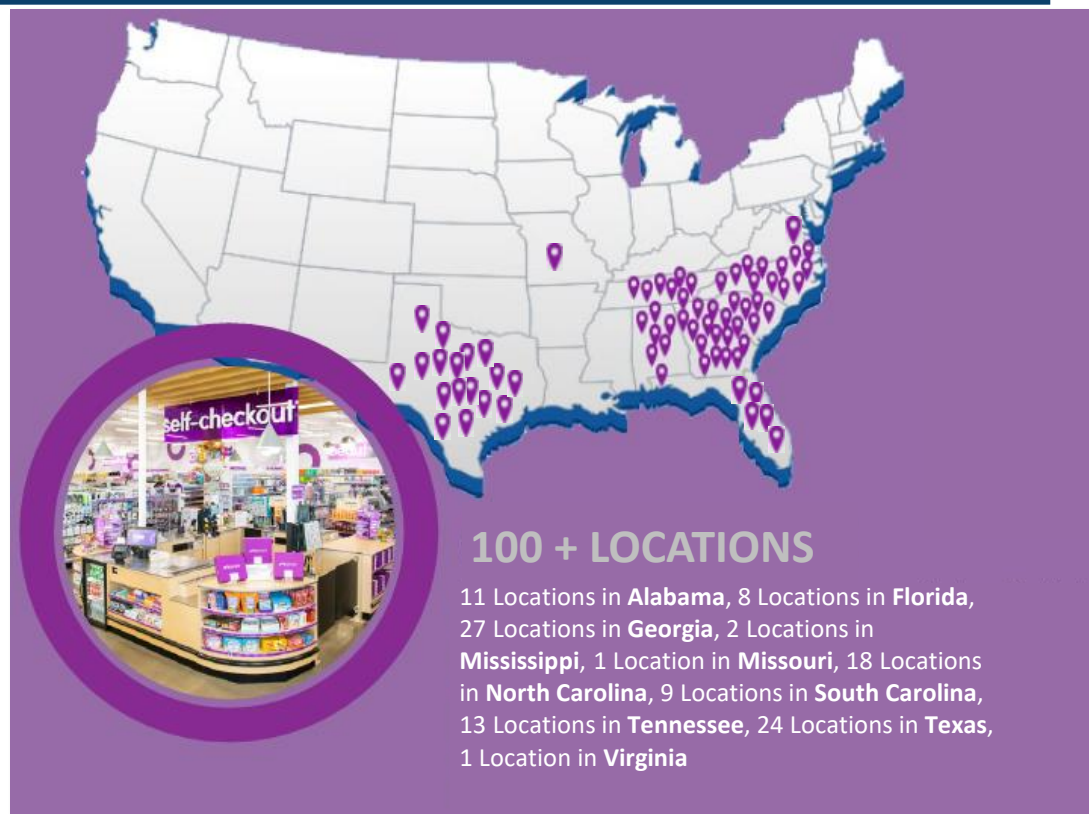 self-checkout
100 + LOCATIONS
11 Locations in Alabama, 8 Locations in Florida,
27 Locations in Georgia, 2 Locations in
Mississippi, 1 Location in Missouri, 18 Locations
in North Carolina, 9 Locations in South Carolina,
13 Locations in Tennessee, 24 Locations in Texas,
1 Location in Virginia